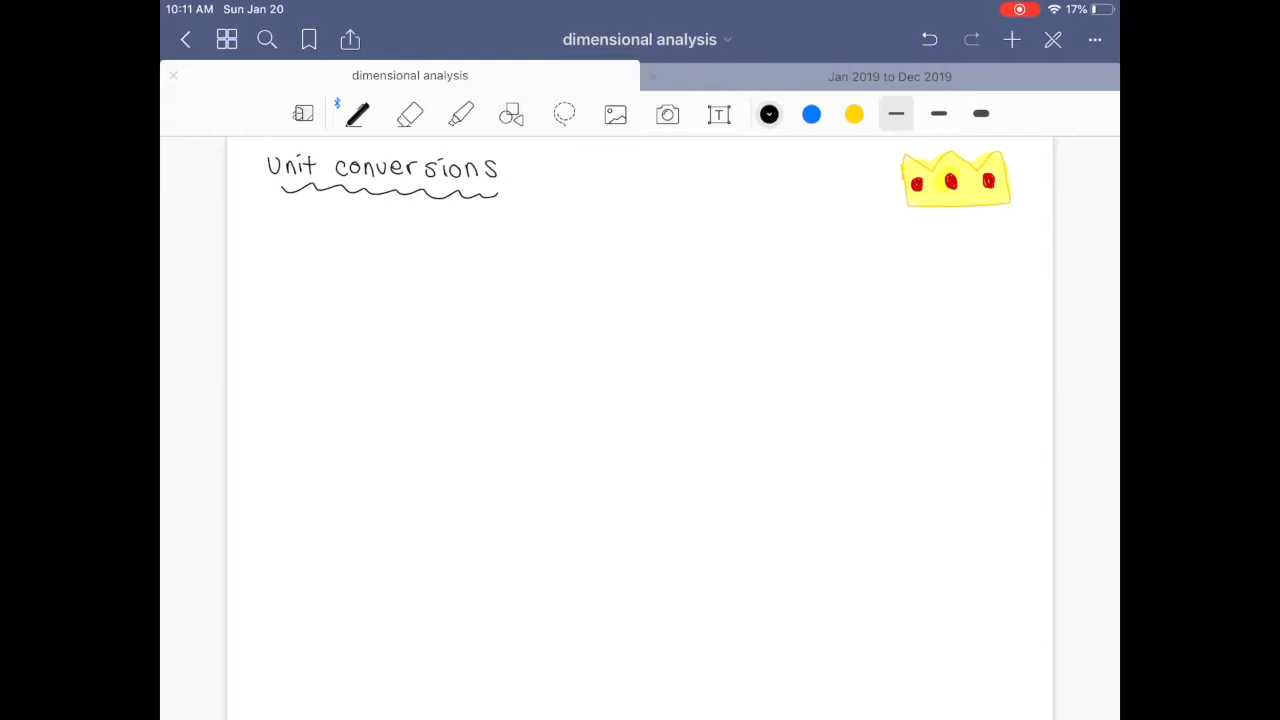 10:11 AM Sun Jan 20 17%
dimensional analysis
dimensional analysis Jan 2019 to Dec 2019
T
Unit conversions